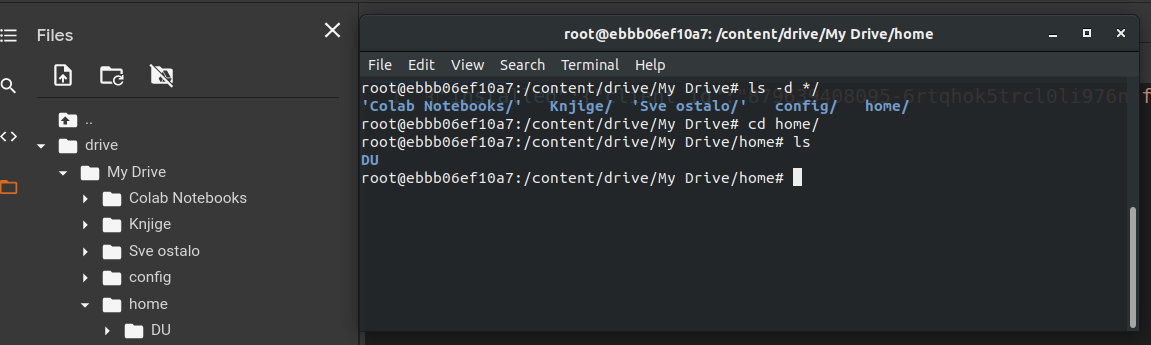 Files
..
drive
My Drive
Colab Notebooks
Knjige
Sve ostalo
config
home
DU
root@ebbb06ef10a7: /content/drive/My Drive/home
File Edit View Search Terminal Help
root@ebbb06ef10a7:/content/drive/My Drive# ls -d */
'Colab Notebooks/' Knjige/ 'Sve ostalo/' config/ home/
root@ebbb06ef10a7:/content/drive/My Drive# cd home/
root@ebbb06ef10a7:/content/drive/My Drive/home# ls
DU
root@ebbb06ef10a7:/content/drive/My Drive/home#